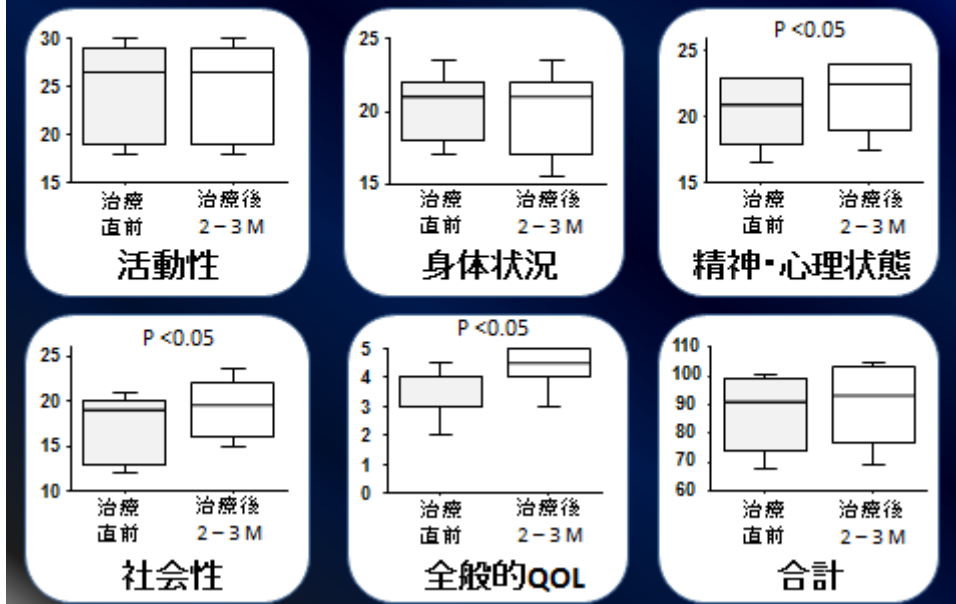 30
25
20
15
治療
直前
治療後
2－3M
活動性
25
20
15
治療
直前
治療後
2－3M
身体状況
P <0.05
25
20
15
治療
直前
治療後
2－3M
精神・心理状態
P <0.05
25
20
15
10
治療
直前
治療後
2－3M
社会性
P <0.05
5
4
3
2
1
0
治療
直前
治療後
2－3M
全般的QOL
110
100
90
80
70
60
治療
直前
治療後
2－3M
合計